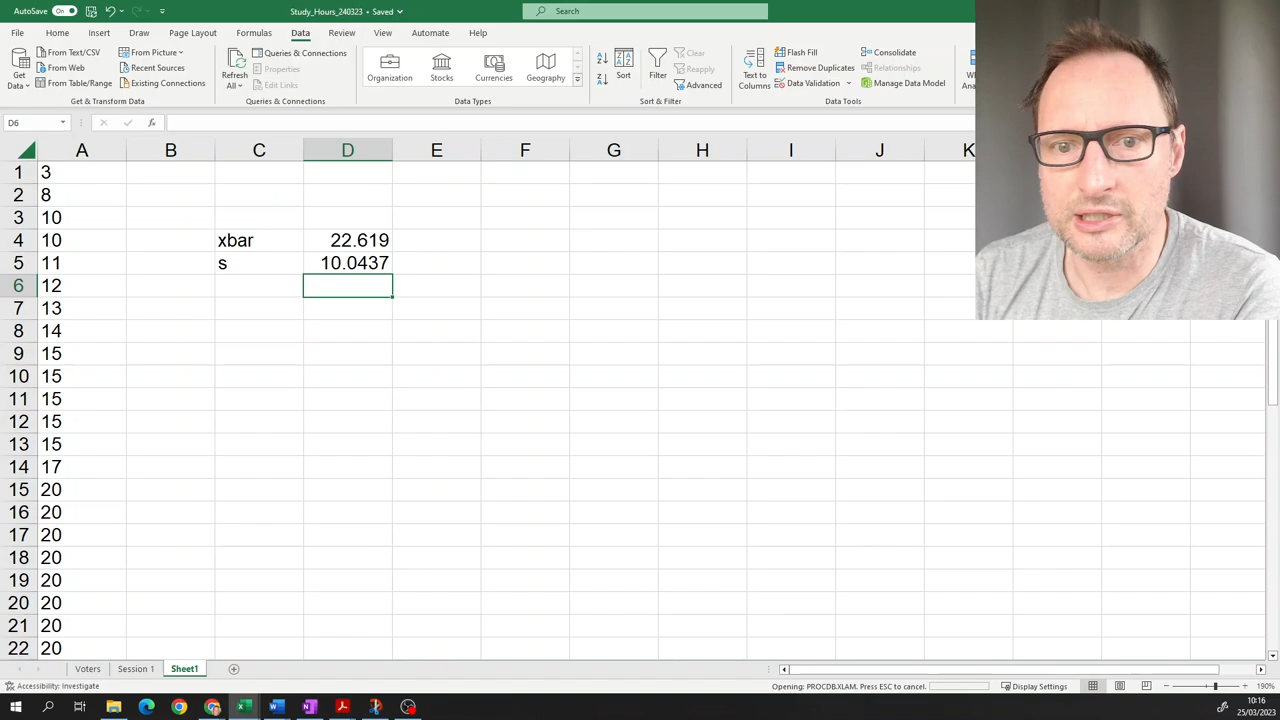 AutoSave On Study_Hours_240323 • Saved Search
File Home Insert Draw Page Layout Formulas Data Review View Automate Help
Get Data From Text/CSV From Web From Table/Range From Picture Recent Sources Existing Connections
Refresh All Queries & Connections Properties Edit Links
Organization Stocks Currencies Geography
Sort Filter Clear Reapply Advanced
Text to Columns Flash Fill Remove Duplicates Data Validation Consolidate Relationships Manage Data Model
Get & Transform Data Queries & Connections Data Types Sort & Filter Data Tools
D6 fx
A B C D E F G H I J K
1 3
2 8
3 10
4 10 xbar 22.619
5 11 s 10.0437
6 12
7 13
8 14
9 15
10 15
11 15
12 15
13 15
14 17
15 20
16 20
17 20
18 20
19 20
20 20
21 20
22 20
Voters Session 1 Sheet1
Accessibility: Investigate Opening: PROCDB.XLAM. Press ESC to cancel. Display Settings 190%
10:16
25/03/2023